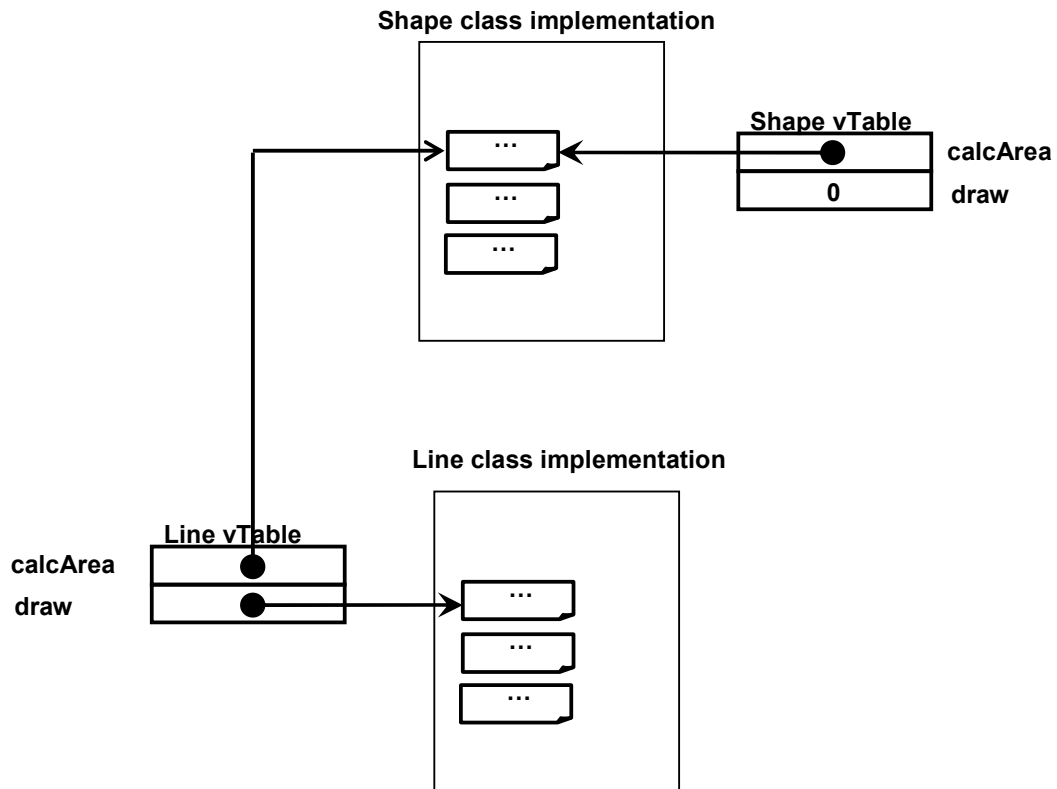 Shape class implementation
Shape vTable
... calcArea
... 0 draw
...
Line class implementation
Line vTable
calcArea
draw
...
...
...